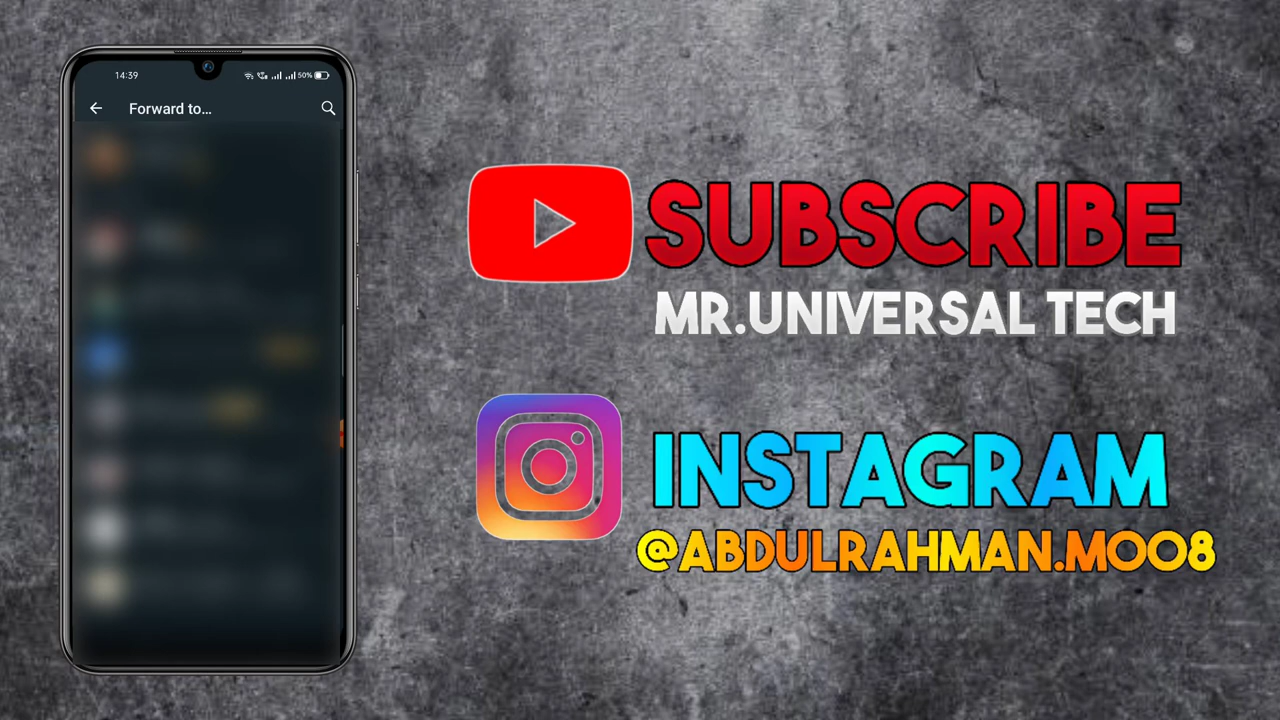 14:39
50%
Forward to...
SUBSCRIBE
MR.UNIVERSAL TECH
INSTAGRAM
@ABDULRAHMAN.MOO8